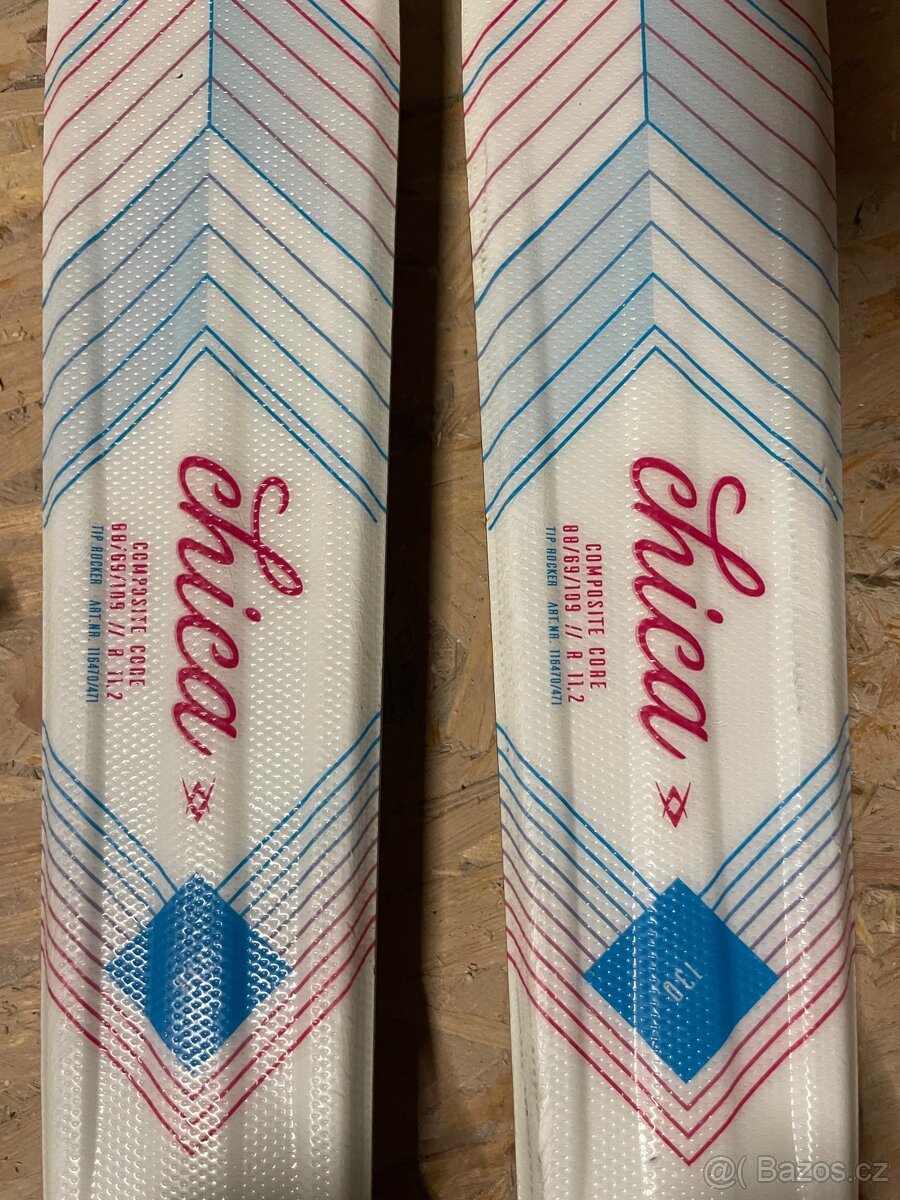 chica
COMPOSITE CORE
88/69/109 // R 11.2
TIP ROCKER ART.NR. 116470/471
chica
COMPOSITE CORE
88/69/109 // R 11.2
TIP ROCKER ART.NR. 116470/471
130
@( Bazos.cz